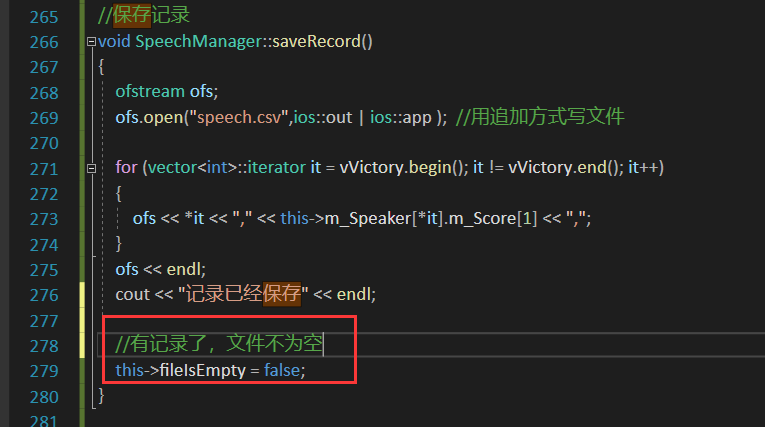 265 //保存记录
266 void SpeechManager::saveRecord()
267 {
268 ofstream ofs;
269 ofs.open("speech.csv",ios::out | ios::app ); //用追加方式写文件
270
271 for (vector<int>::iterator it = vVictory.begin(); it != vVictory.end(); it++)
272 {
273 ofs << *it << "," << this->m_Speaker[*it].m_Score[1] << ",";
274 }
275 ofs << endl;
276 cout << "记录已经保存" << endl;
277
278 //有记录了，文件不为空
279 this->fileIsEmpty = false;
280 }
281